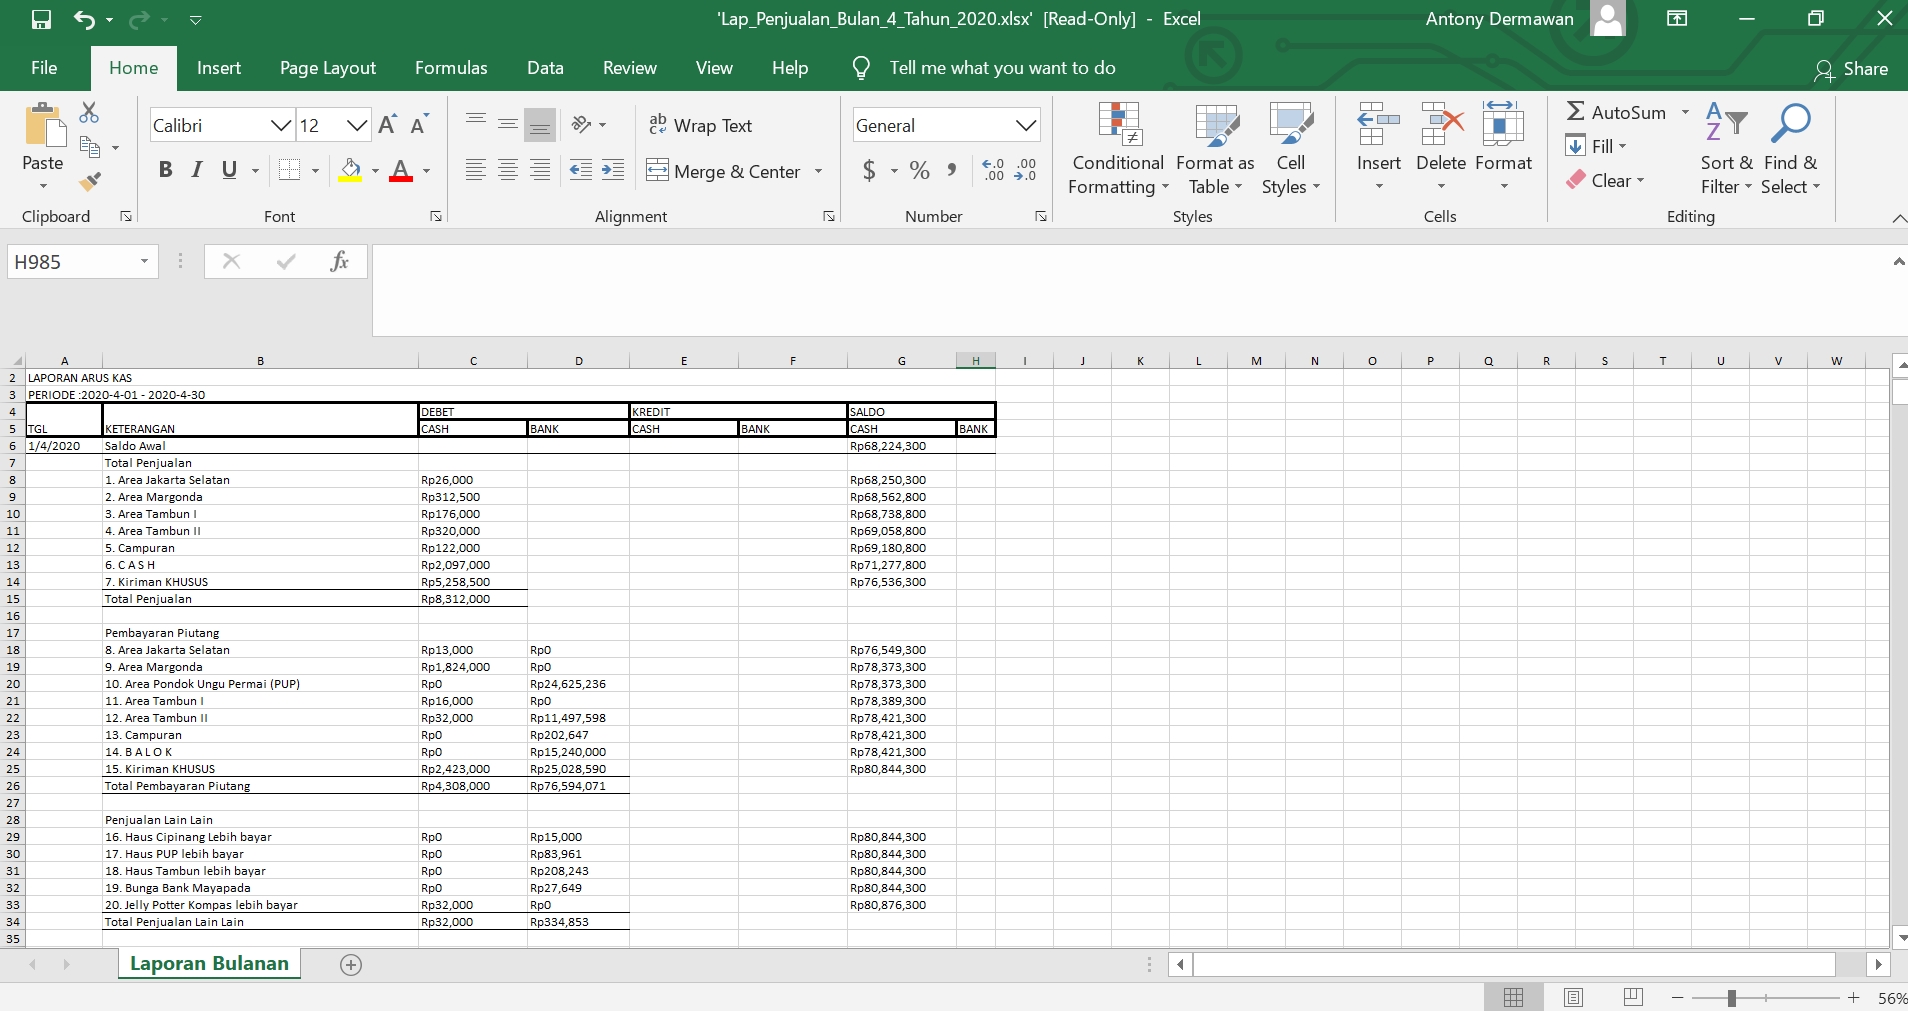 'Lap_Penjualan_Bulan_4_Tahun_2020.xlsx' [Read-Only] - Excel
Antony Dermawan
File Home Insert Page Layout Formulas Data Review View Help Tell me what you want to do Share
Calibri 12 A A ab c Wrap Text General AutoSum A Z
Paste Conditional Format as Cell Insert Delete Format Fill Sort & Find &
B I U A Merge & Center $ % , .0 .00 .00 .0 Formatting Table Styles Clear Filter Select
Clipboard Font Alignment Number Styles Cells Editing
H985 fx
A B C D E F G H I J K L M N O P Q R S T U V W
2 LAPORAN ARUS KAS
3 PERIODE :2020-4-01 - 2020-4-30
4 DEBET KREDIT SALDO
5 TGL KETERANGAN CASH BANK CASH BANK CASH BANK
6 1/4/2020 Saldo Awal Rp68,224,300
7 Total Penjualan
8 1. Area Jakarta Selatan Rp26,000 Rp68,250,300
9 2. Area Margonda Rp312,500 Rp68,562,800
10 3. Area Tambun I Rp176,000 Rp68,738,800
11 4. Area Tambun II Rp320,000 Rp69,058,800
12 5. Campuran Rp122,000 Rp69,180,800
13 6. C A S H Rp2,097,000 Rp71,277,800
14 7. Kiriman KHUSUS Rp5,258,500 Rp76,536,300
15 Total Penjualan Rp8,312,000
16
17 Pembayaran Piutang
18 8. Area Jakarta Selatan Rp13,000 Rp0 Rp76,549,300
19 9. Area Margonda Rp1,824,000 Rp0 Rp78,373,300
20 10. Area Pondok Ungu Permai (PUP) Rp0 Rp24,625,236 Rp78,373,300
21 11. Area Tambun I Rp16,000 Rp0 Rp78,389,300
22 12. Area Tambun II Rp32,000 Rp11,497,598 Rp78,421,300
23 13. Campuran Rp0 Rp202,647 Rp78,421,300
24 14. B A L O K Rp0 Rp15,240,000 Rp78,421,300
25 15. Kiriman KHUSUS Rp2,423,000 Rp25,028,590 Rp80,844,300
26 Total Pembayaran Piutang Rp4,308,000 Rp76,594,071
27
28 Penjualan Lain Lain
29 16. Haus Cipinang Lebih bayar Rp0 Rp15,000 Rp80,844,300
30 17. Haus PUP lebih bayar Rp0 Rp83,961 Rp80,844,300
31 18. Haus Tambun lebih bayar Rp0 Rp208,243 Rp80,844,300
32 19. Bunga Bank Mayapada Rp0 Rp27,649 Rp80,844,300
33 20. Jelly Potter Kompas lebih bayar Rp32,000 Rp0 Rp80,876,300
34 Total Penjualan Lain Lain Rp32,000 Rp334,853
35
Laporan Bulanan
56%